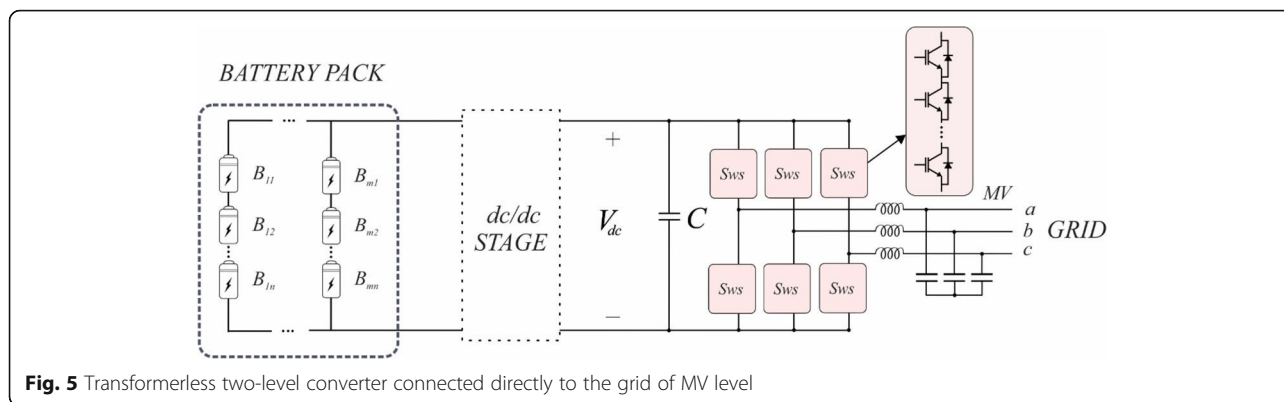 BATTERY PACK
...
...
B11
Bm1
B12
Bm2
B1n
Bmn
dc/dc
STAGE
+
Vdc
−
C
Sws
Sws
Sws
Sws
Sws
Sws
MV
a
b
c
GRID
Fig. 5 Transformerless two-level converter connected directly to the grid of MV level